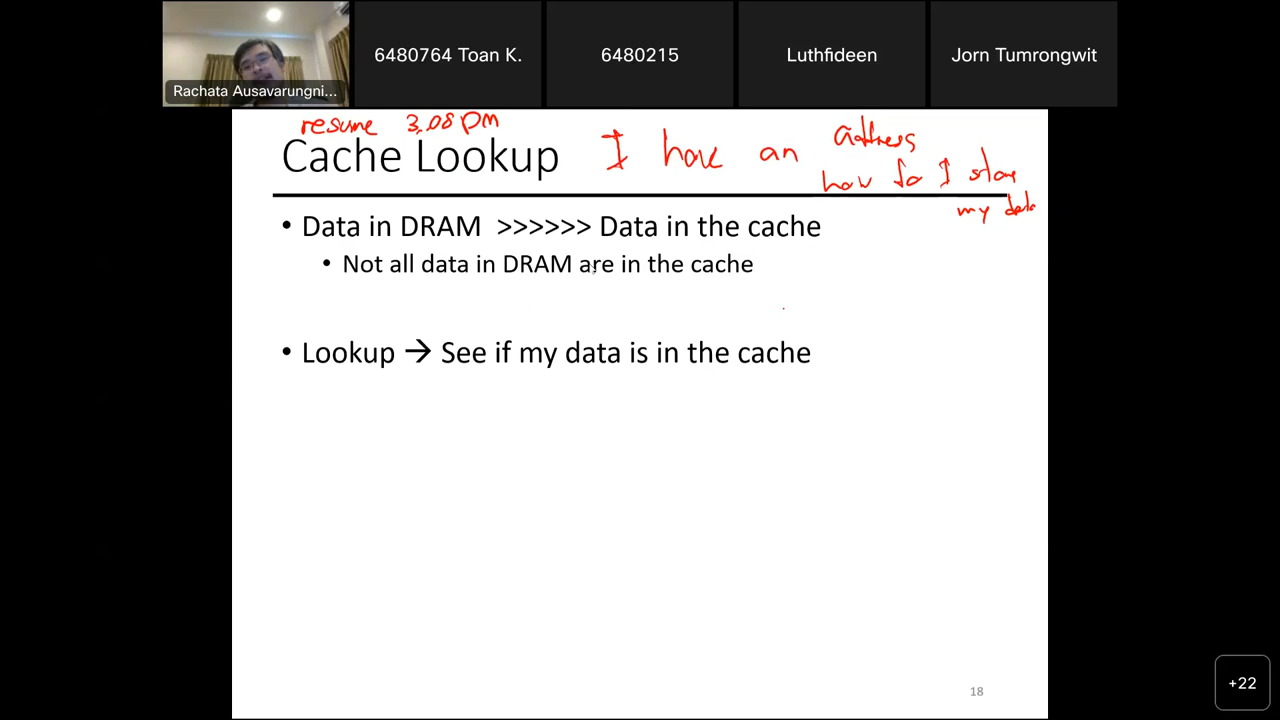 6480764 Toan K.
6480215
Luthfideen
Jorn Tumrongwit
Rachata Ausavarungni...
resume 3.08 pm
Cache Lookup
I have an address
how do I store
my data
• Data in DRAM >>>>>> Data in the cache
• Not all data in DRAM are in the cache
• Lookup → See if my data is in the cache
18
+22